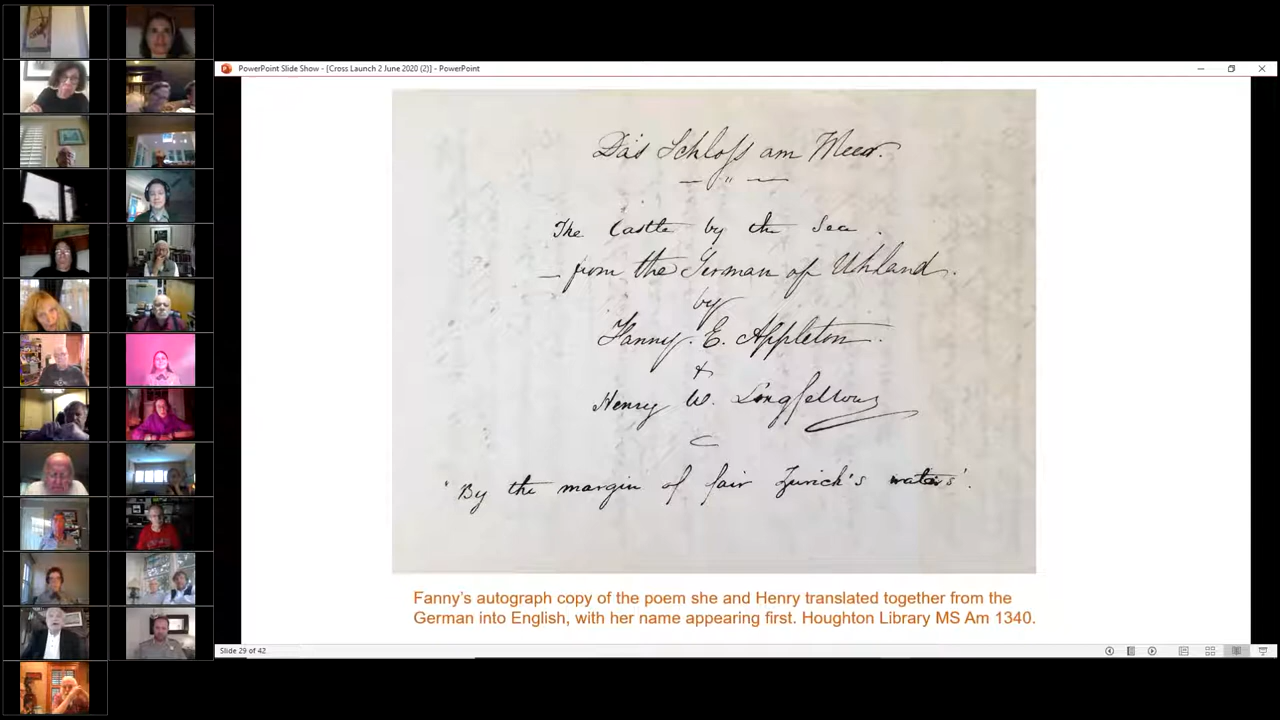 PowerPoint Slide Show - [Cross Launch 2 June 2020 (2)] - PowerPoint
Das Schloss am Meer.
The Castle by the Sea.
— from the German of Uhland.
by
Fanny. E. Appleton.
&
Henry W. Longfellow
'By the margin of fair Zurich's waters'.
Fanny's autograph copy of the poem she and Henry translated together from the
German into English, with her name appearing first. Houghton Library MS Am 1340.
Slide 29 of 42